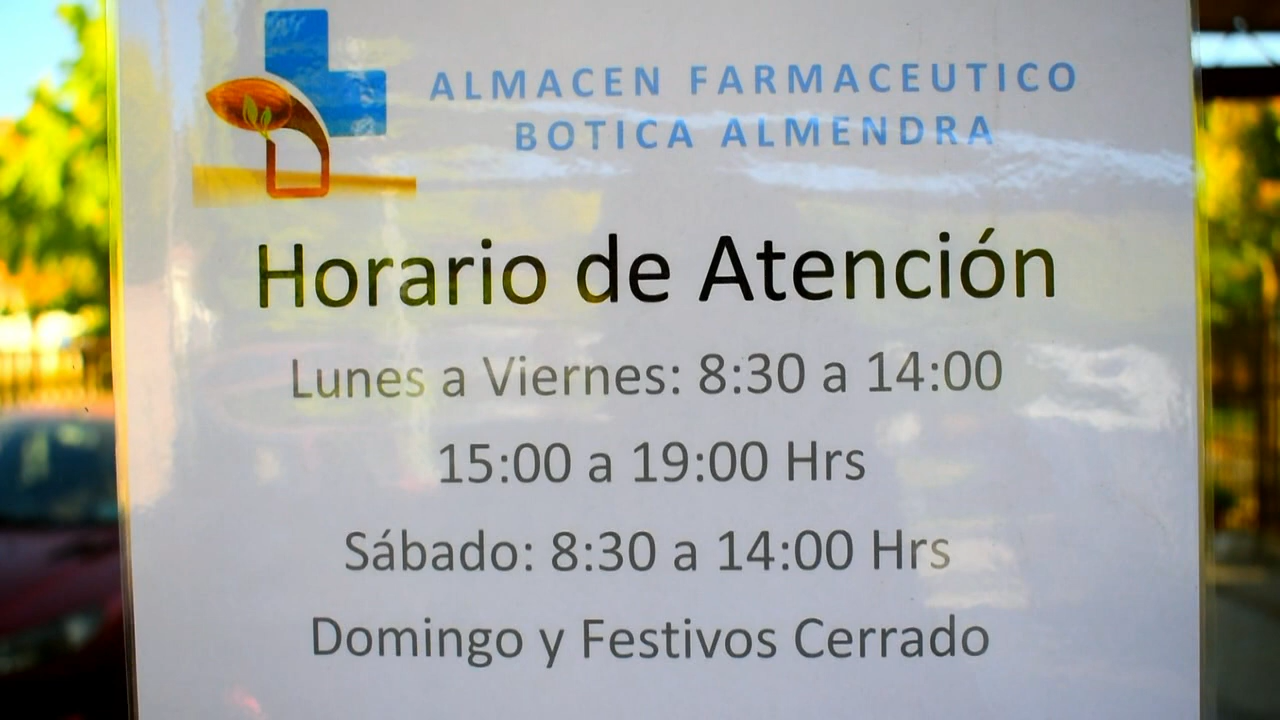 ALMACEN FARMACEUTICO
BOTICA ALMENDRA
Horario de Atención
Lunes a Viernes: 8:30 a 14:00
15:00 a 19:00 Hrs
Sábado: 8:30 a 14:00 Hrs
Domingo y Festivos Cerrado